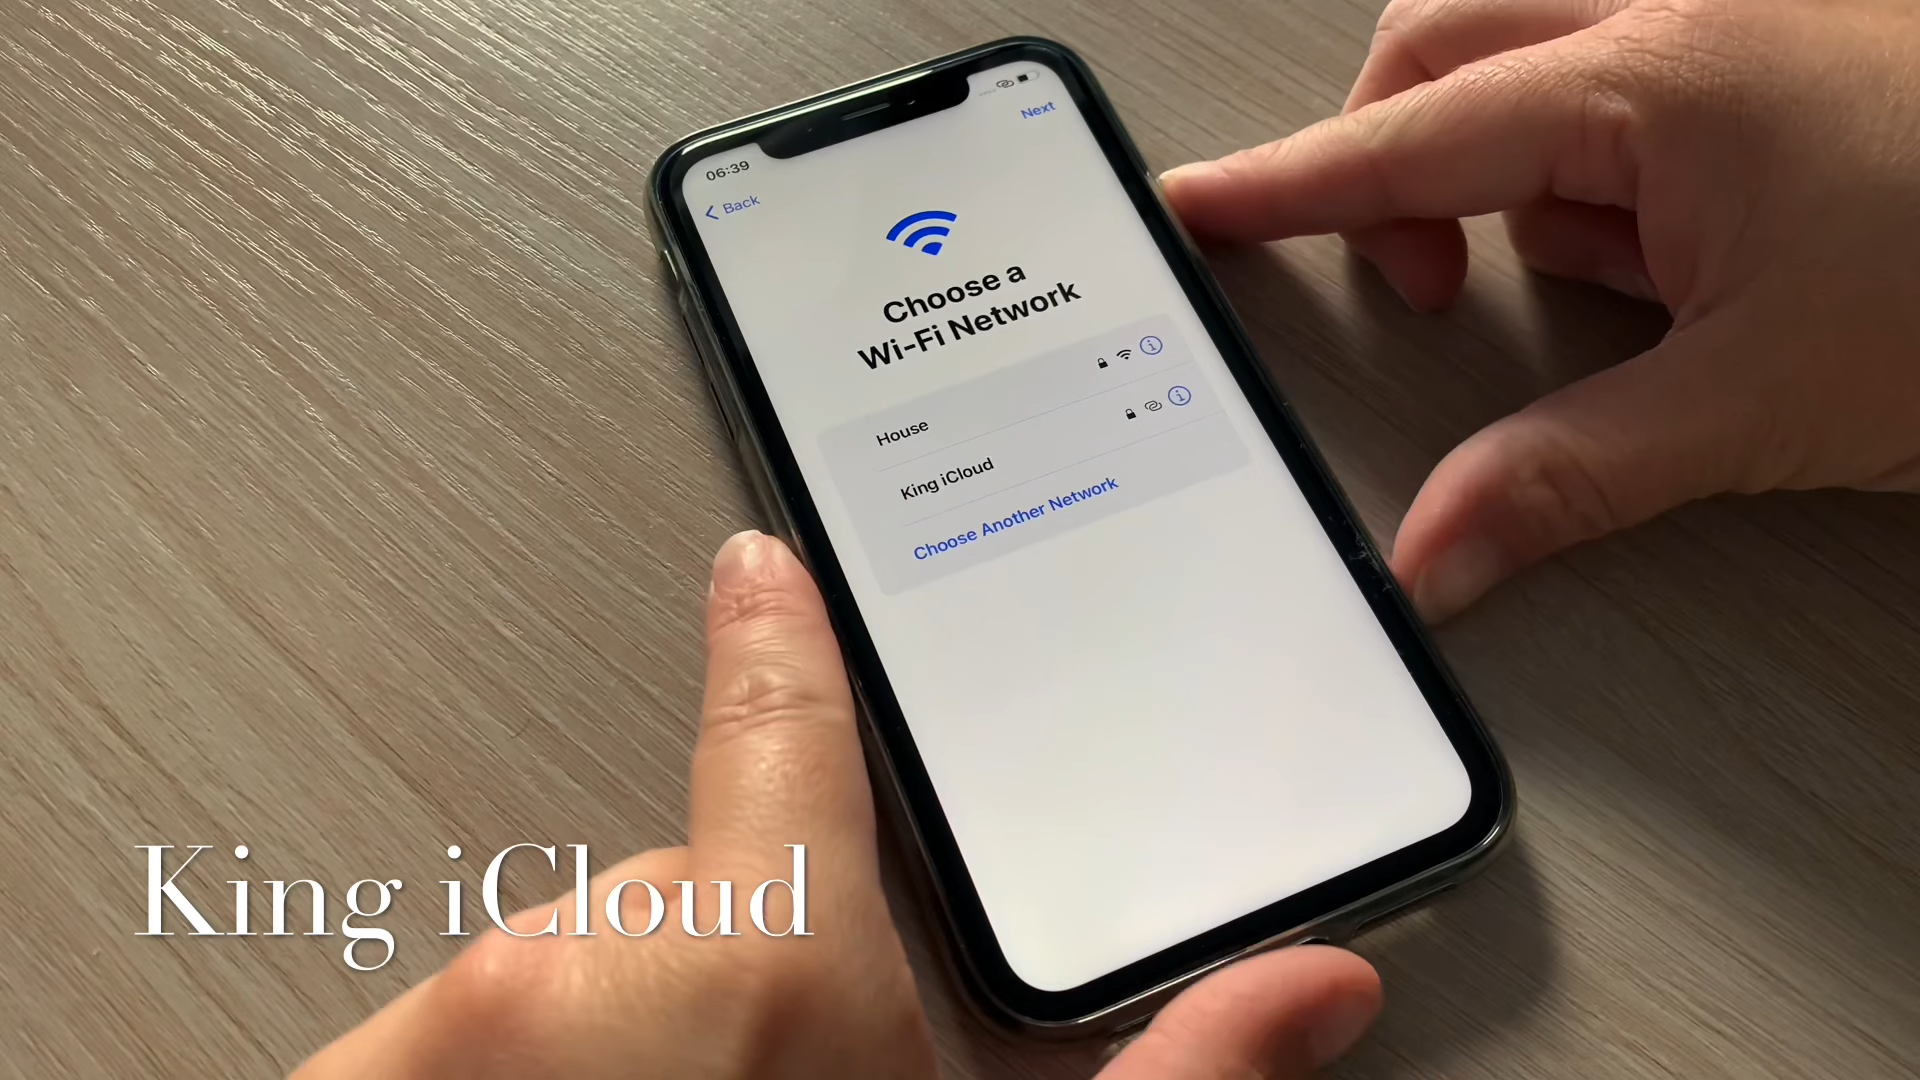 06:39
Next
Back
Choose a
Wi-Fi Network
House
King iCloud
Choose Another Network
King iCloud